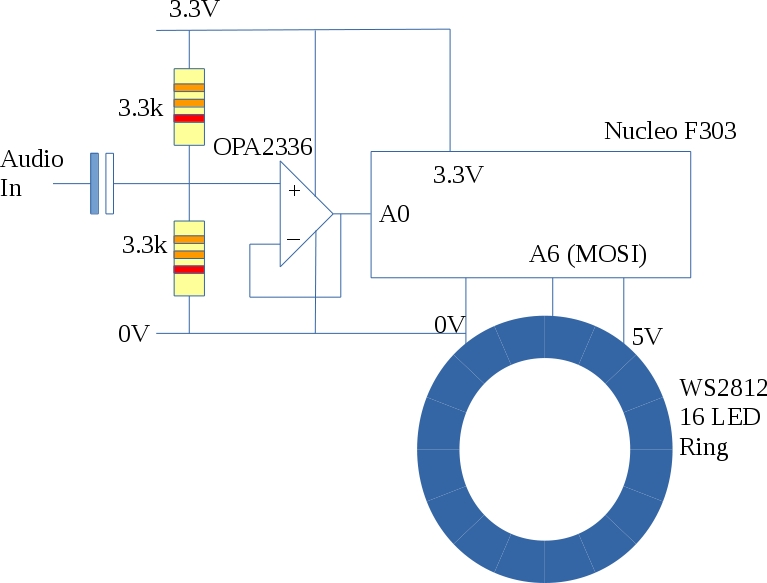 3.3V
3.3k
OPA2336
Nucleo F303
Audio
In
3.3V
A0
3.3k
A6 (MOSI)
0V
0V
5V
WS2812
16 LED
Ring
+
−